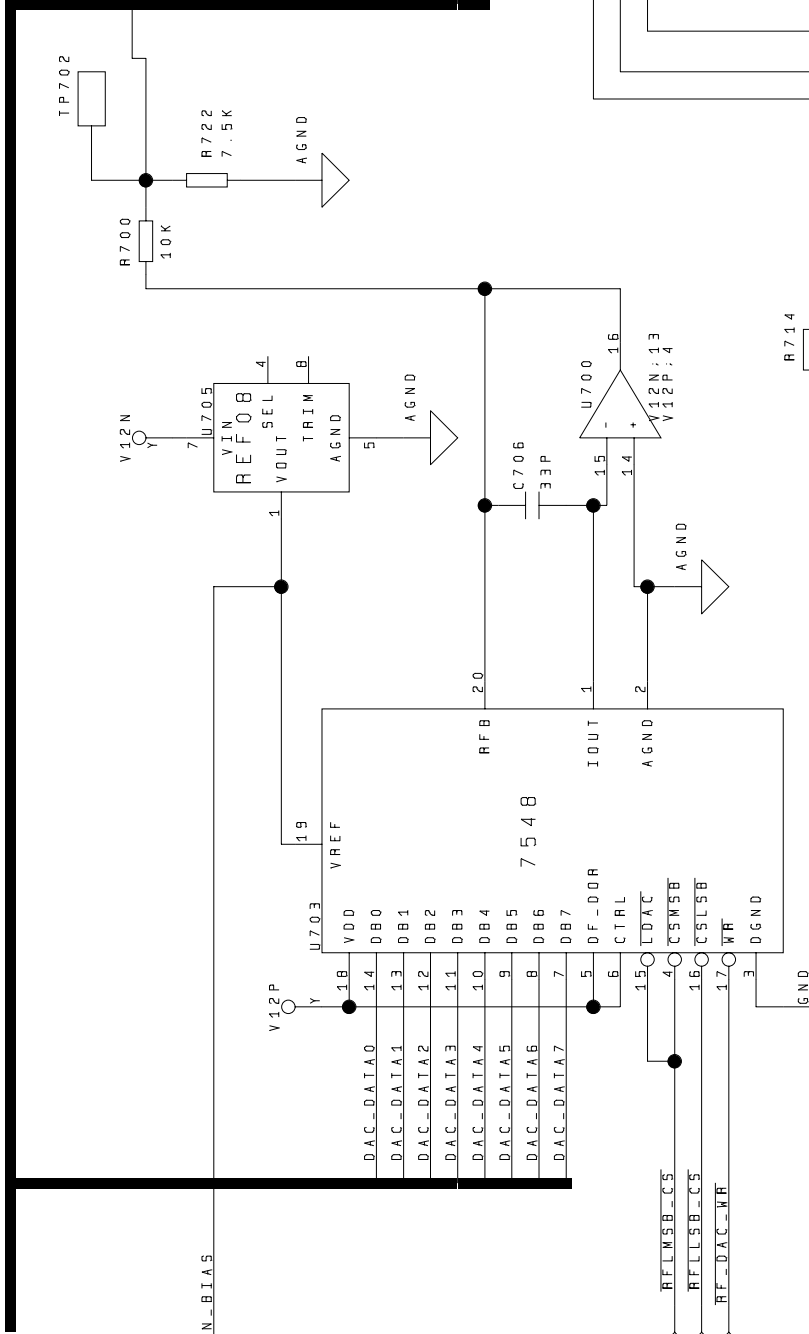 TP702
R722
7.5K
AGND
R700
10K
V12N
Y
7
U705
VIN
REF08
VOUT
SEL
4
TRIM
8
AGND
5
AGND
1
C706
33P
U700
16
V12N;13
V12P;4
-
+
15
14
AGND
R714
20
RFB
1
IOUT
2
AGND
19
VREF
7548
U703
V12P
Y
18
VDD
14
DB0
13
DB1
12
DB2
11
DB3
10
DB4
9
DB5
8
DB6
7
DB7
5
DF_DOR
6
CTRL
15
LDAC
4
CSMSB
16
CSLSB
17
WR
3
DGND
GND
DAC_DATA0
DAC_DATA1
DAC_DATA2
DAC_DATA3
DAC_DATA4
DAC_DATA5
DAC_DATA6
DAC_DATA7
N_BIAS
RFLMSB_CS
RFLLSB_CS
RF_DAC_WR